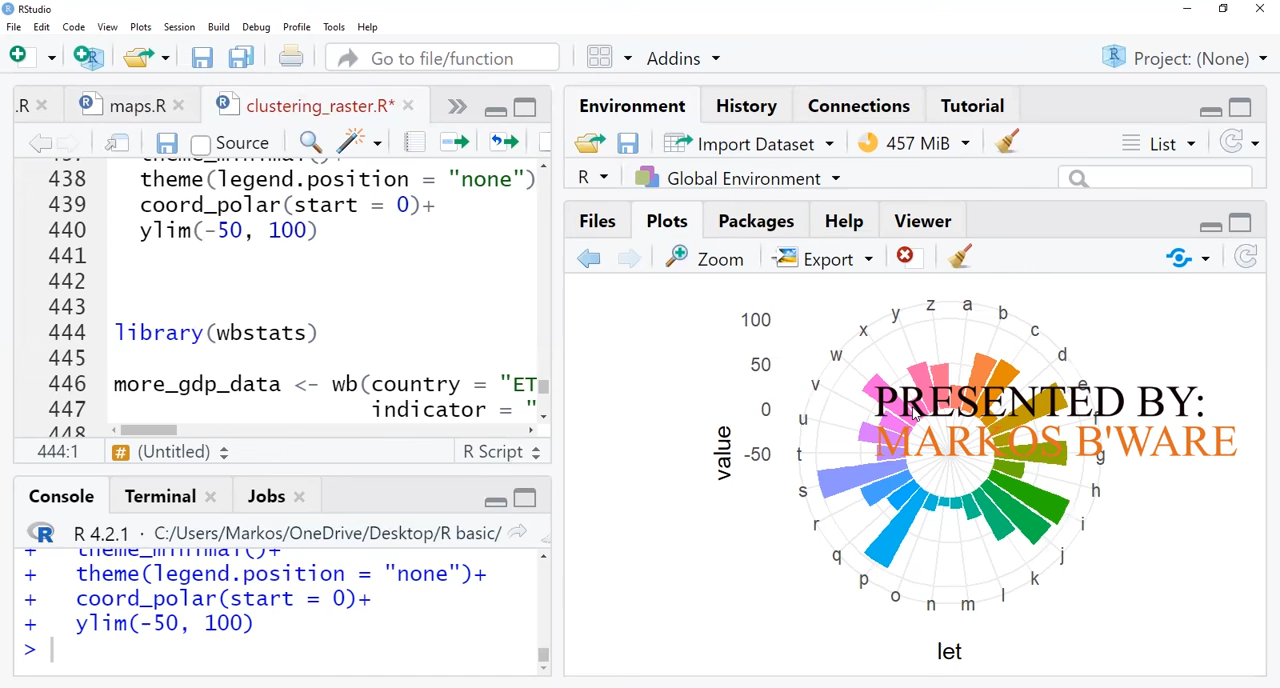 RStudio
File Edit Code View Plots Session Build Debug Profile Tools Help
Go to file/function Addins Project: (None)
.R maps.R clustering_raster.R*
Source
438 theme(legend.position = "none")
439 coord_polar(start = 0)+
440 ylim(-50, 100)
441
442
443
444 library(wbstats)
445
446 more_gdp_data <- wb(country = "ET
447 indicator = "
448
444:1 # (Untitled) R Script
Console Terminal Jobs
R 4.2.1 · C:/Users/Markos/OneDrive/Desktop/R basic/
+ theme_minimal()+
+ theme(legend.position = "none")+
+ coord_polar(start = 0)+
+ ylim(-50, 100)
>
Environment History Connections Tutorial
Import Dataset 457 MiB List
R Global Environment
Files Plots Packages Help Viewer
Zoom Export
100
50
0
-50
value
a
b
c
d
e
f
g
h
i
j
k
l
m
n
o
p
q
r
s
t
u
v
w
x
y
z
let
PRESENTED BY:
MARKOS B'WARE